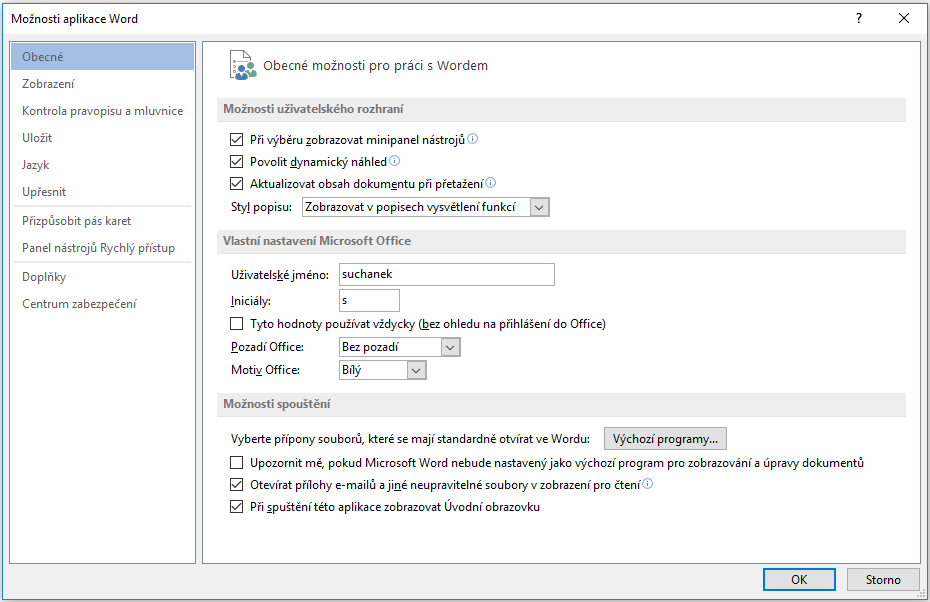 Možnosti aplikace Word
?
Obecné
Zobrazení
Kontrola pravopisu a mluvnice
Uložit
Jazyk
Upřesnit
Přizpůsobit pás karet
Panel nástrojů Rychlý přístup
Doplňky
Centrum zabezpečení
Obecné možnosti pro práci s Wordem
Možnosti uživatelského rozhraní
Při výběru zobrazovat minipanel nástrojů
Povolit dynamický náhled
Aktualizovat obsah dokumentu při přetažení
Styl popisu: Zobrazovat v popisech vysvětlení funkcí
Vlastní nastavení Microsoft Office
Uživatelské jméno: suchanek
Iniciály: s
Tyto hodnoty používat vždycky (bez ohledu na přihlášení do Office)
Pozadí Office: Bez pozadí
Motiv Office: Bílý
Možnosti spouštění
Vyberte přípony souborů, které se mají standardně otvírat ve Wordu: Výchozí programy...
Upozornit mě, pokud Microsoft Word nebude nastavený jako výchozí program pro zobrazování a úpravy dokumentů
Otevírat přílohy e-mailů a jiné neupravitelné soubory v zobrazení pro čtení
Při spuštění této aplikace zobrazovat Úvodní obrazovku
OK Storno